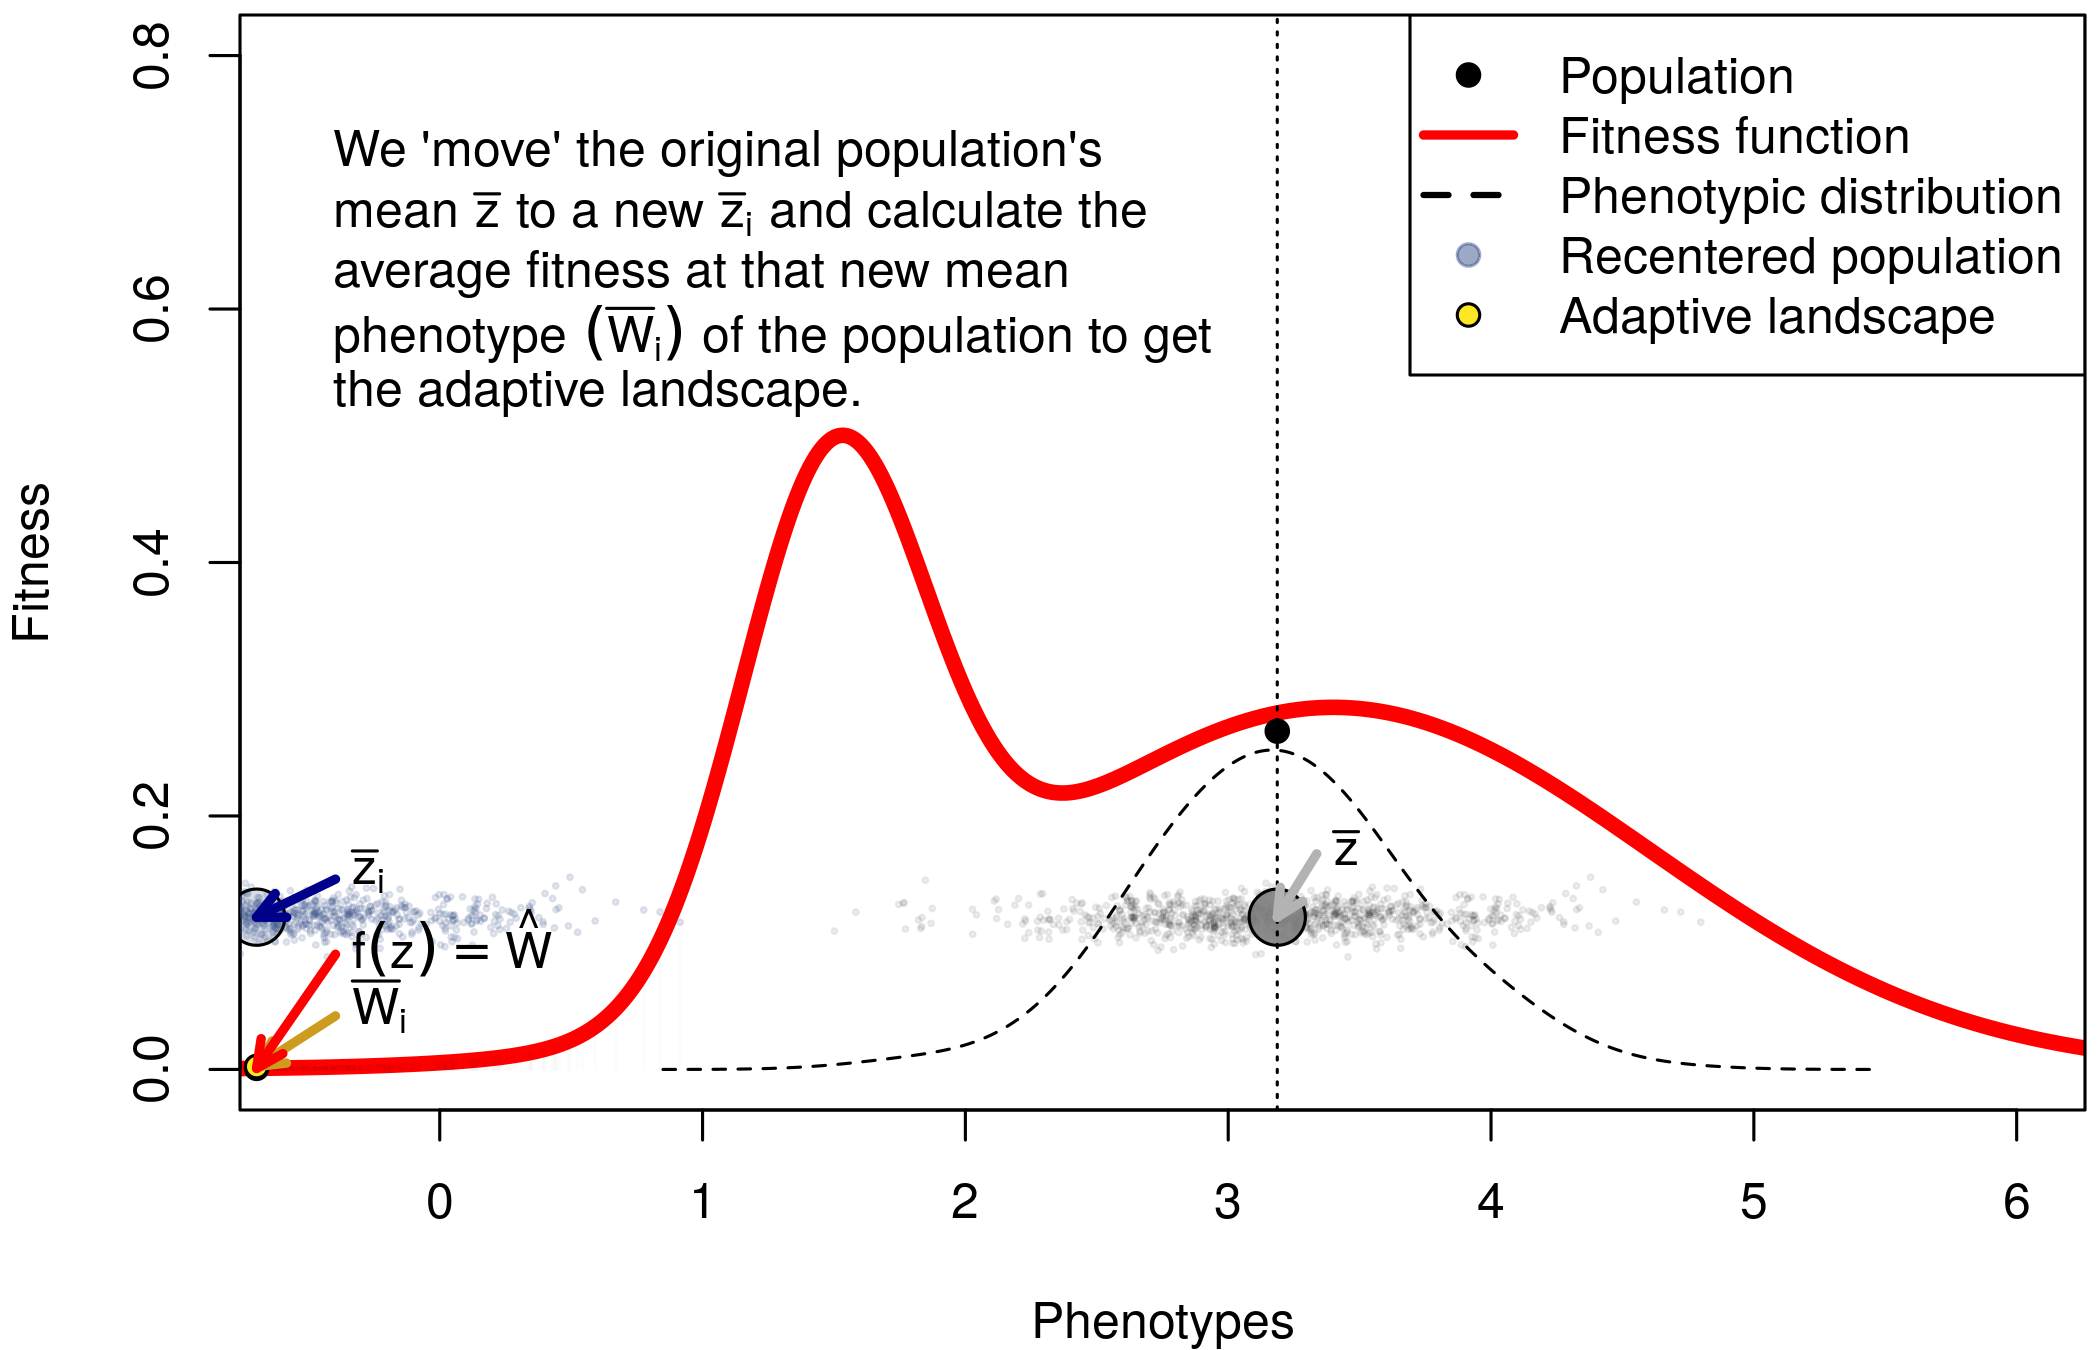 We 'move' the original population's
mean z̅ to a new z̅ᵢ and calculate the
average fitness at that new mean
phenotype (W̅ᵢ) of the population to get
the adaptive landscape.
Population
Fitness function
Phenotypic distribution
Recentered population
Adaptive landscape
Fitness
0.8
0.6
0.4
0.2
0.0
z̅
z̅ᵢ
f(z) = Ŵ
W̅ᵢ
0 1 2 3 4 5 6
Phenotypes